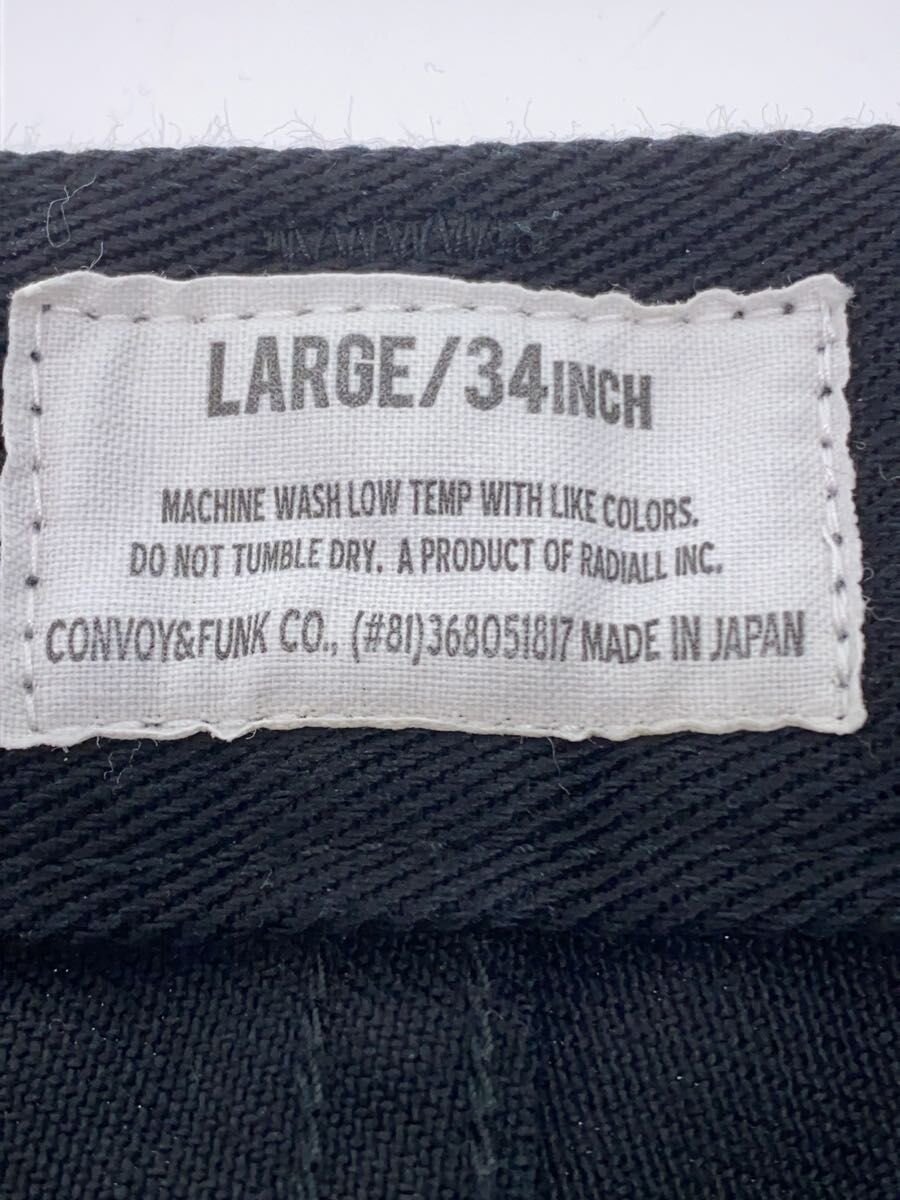 LARGE/34INCH
MACHINE WASH LOW TEMP WITH LIKE COLORS.
DO NOT TUMBLE DRY. A PRODUCT OF RADIALL INC.
CONVOY&FUNK CO., (#81)368051817 MADE IN JAPAN